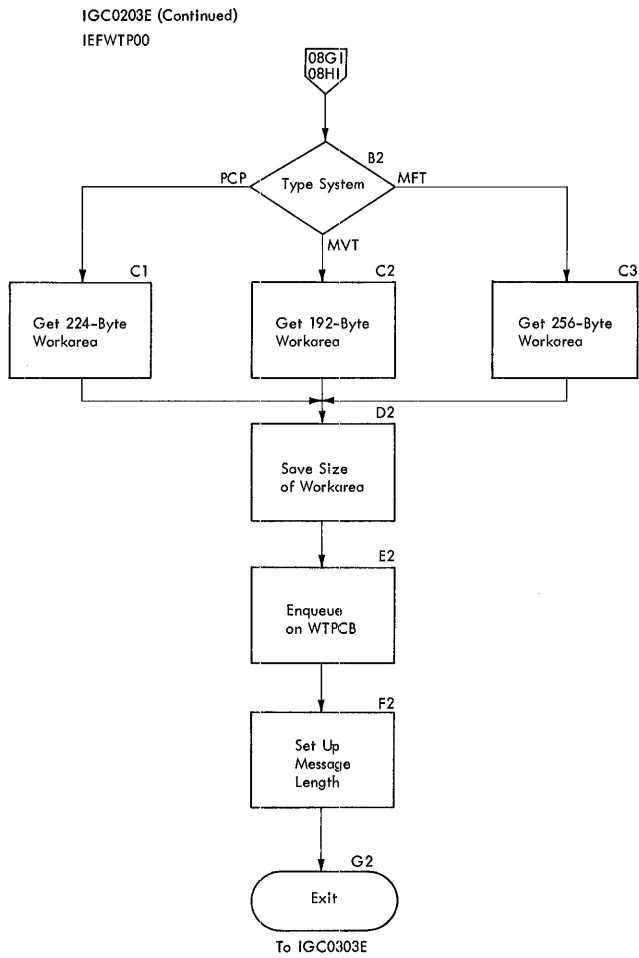 IGC0203E (Continued)
IEFWTP00
08G1
08H1
B2
Type System
PCP
MFT
MVT
C1
C2
C3
Get 224-Byte
Workarea
Get 192-Byte
Workarea
Get 256-Byte
Workarea
D2
Save Size
of Workarea
E2
Enqueue
on WTPCB
F2
Set Up
Message
Length
G2
Exit
To IGC0303E